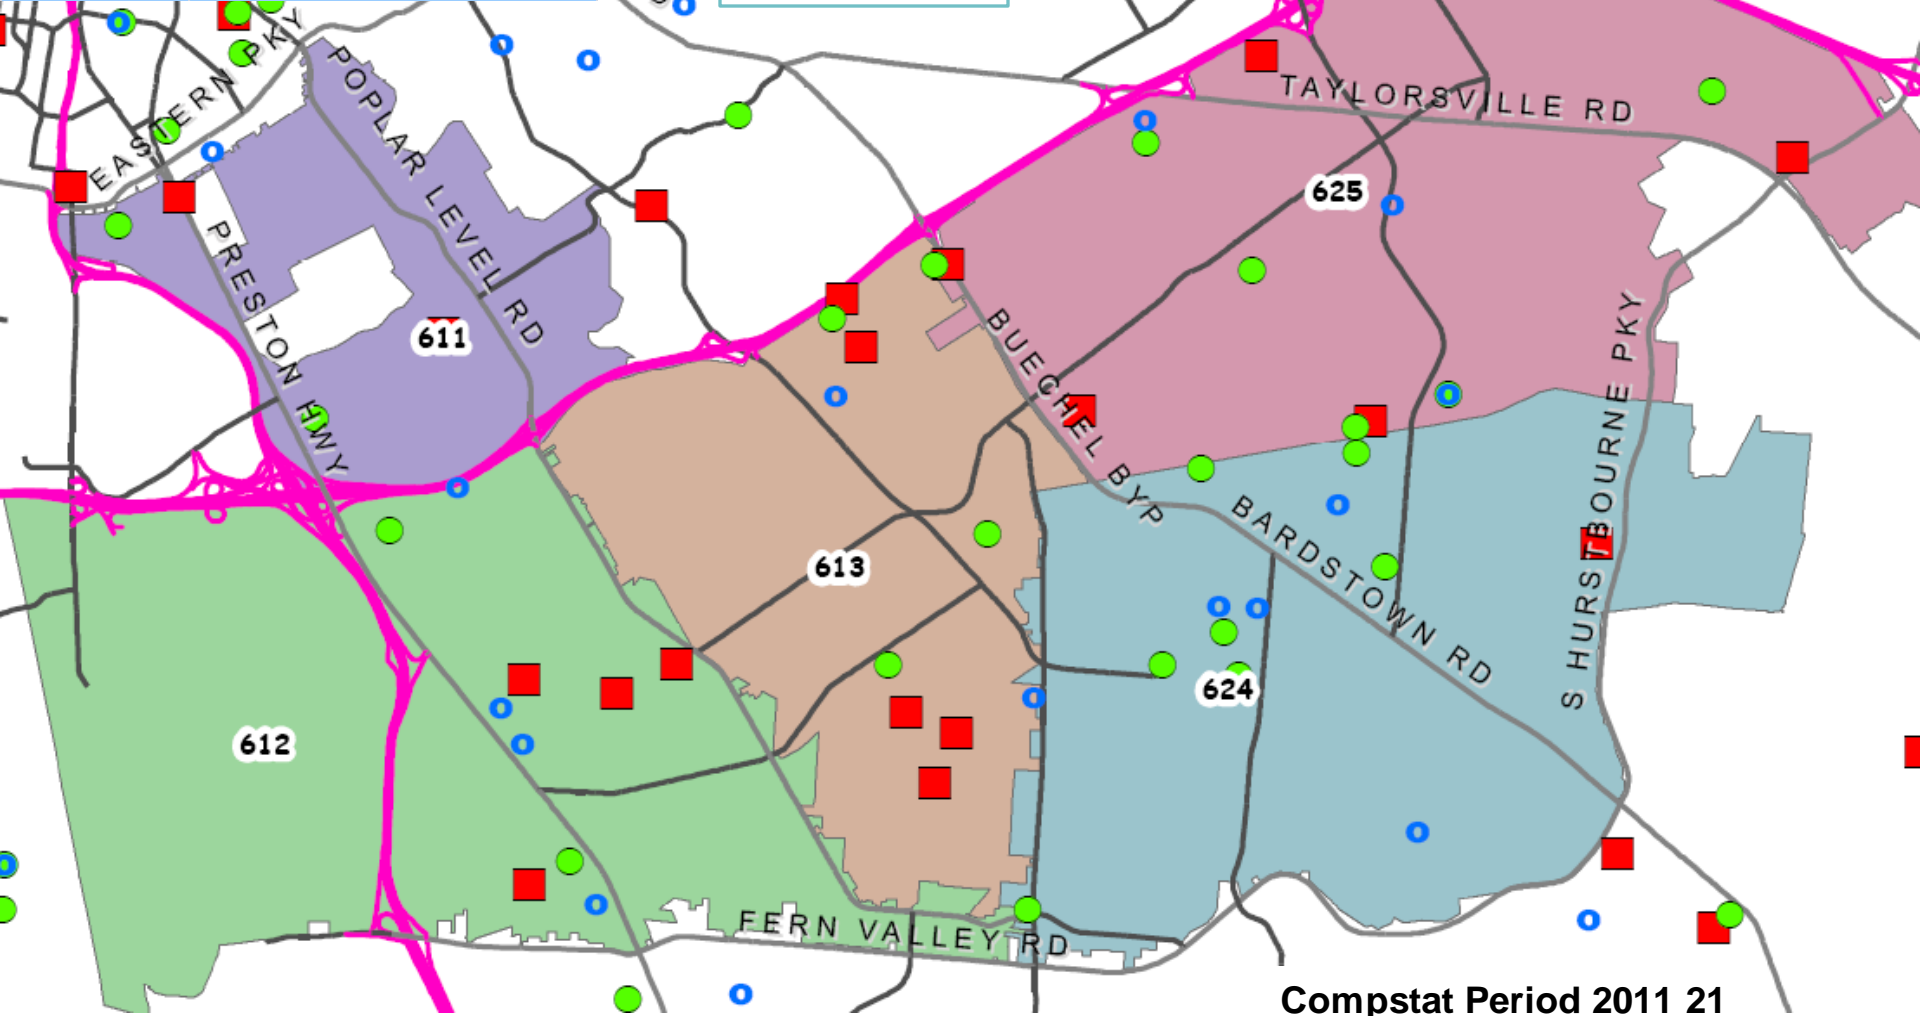 EASTERN PKY
POPLAR LEVEL RD
TAYLORSVILLE RD
625
PRESTON HWY
611
BUECHEL BYP
S HURSTBOURNE PKY
BARDSTOWN RD
613
624
612
FERN VALLEY RD
Compstat Period 2011 21